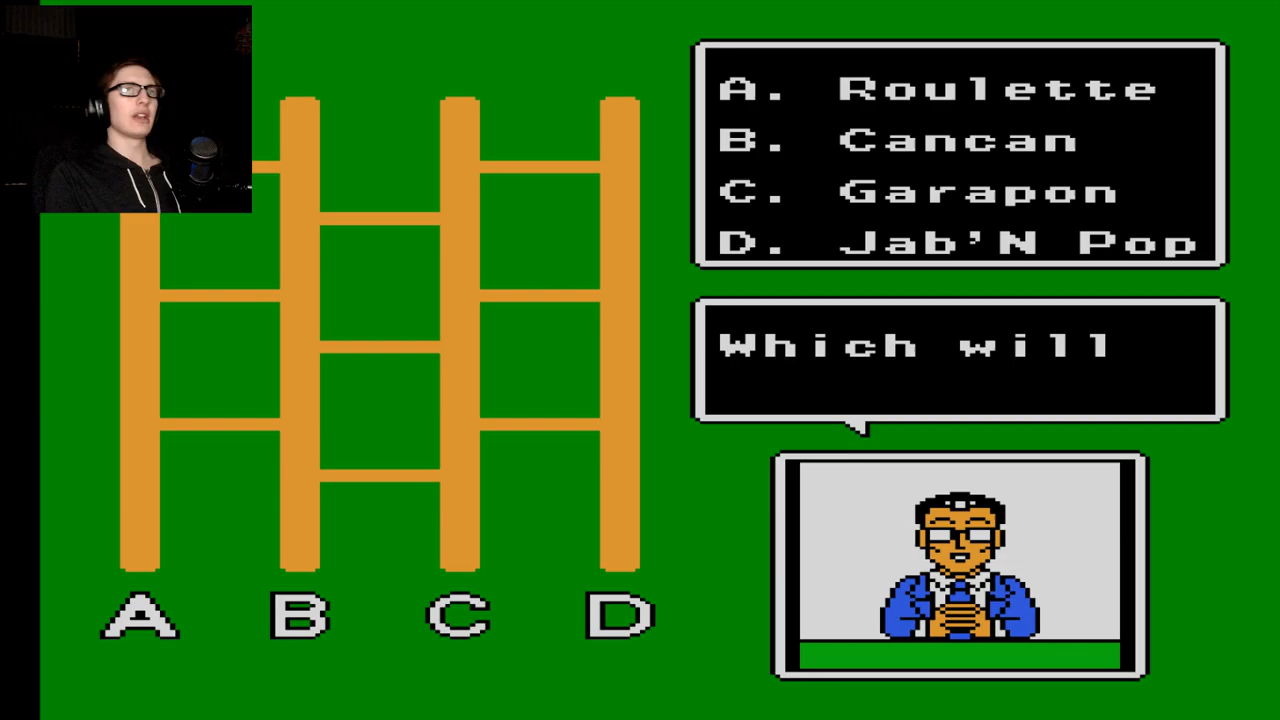 A. Roulette
B. Cancan
C. Garapon
D. Jab'N Pop
Which will
A B C D